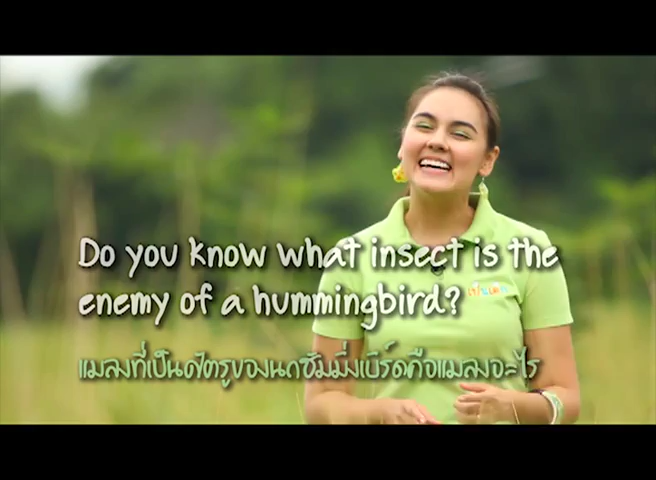 Do you know what insect is the
enemy of a hummingbird?
แมลงที่เป็นศัตรูของนกฮัมมิ่งเบิร์ดคือแมลงอะไร